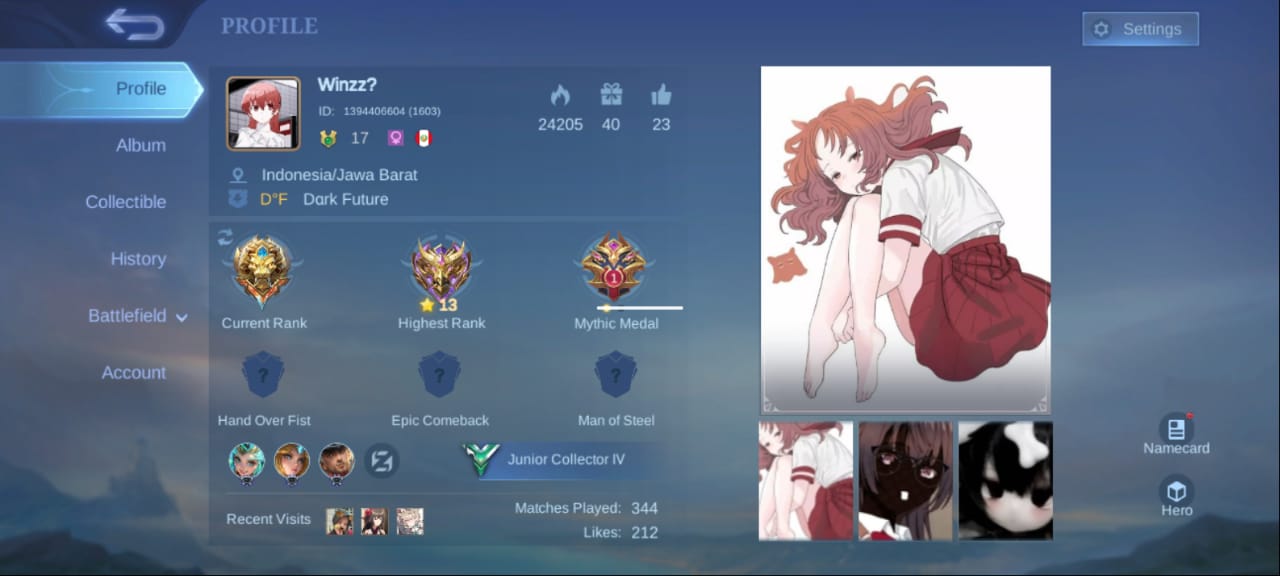 PROFILE
Settings
Profile
Album
Collectible
History
Battlefield
Account
Winzz?
ID: 1394406604 (1603)
17
24205 40 23
Indonesia/Jawa Barat
D°F Dark Future
13
1
Current Rank Highest Rank Mythic Medal
? ? ?
Hand Over Fist Epic Comeback Man of Steel
Junior Collector IV
Recent Visits
Matches Played: 344
Likes: 212
Namecard
Hero